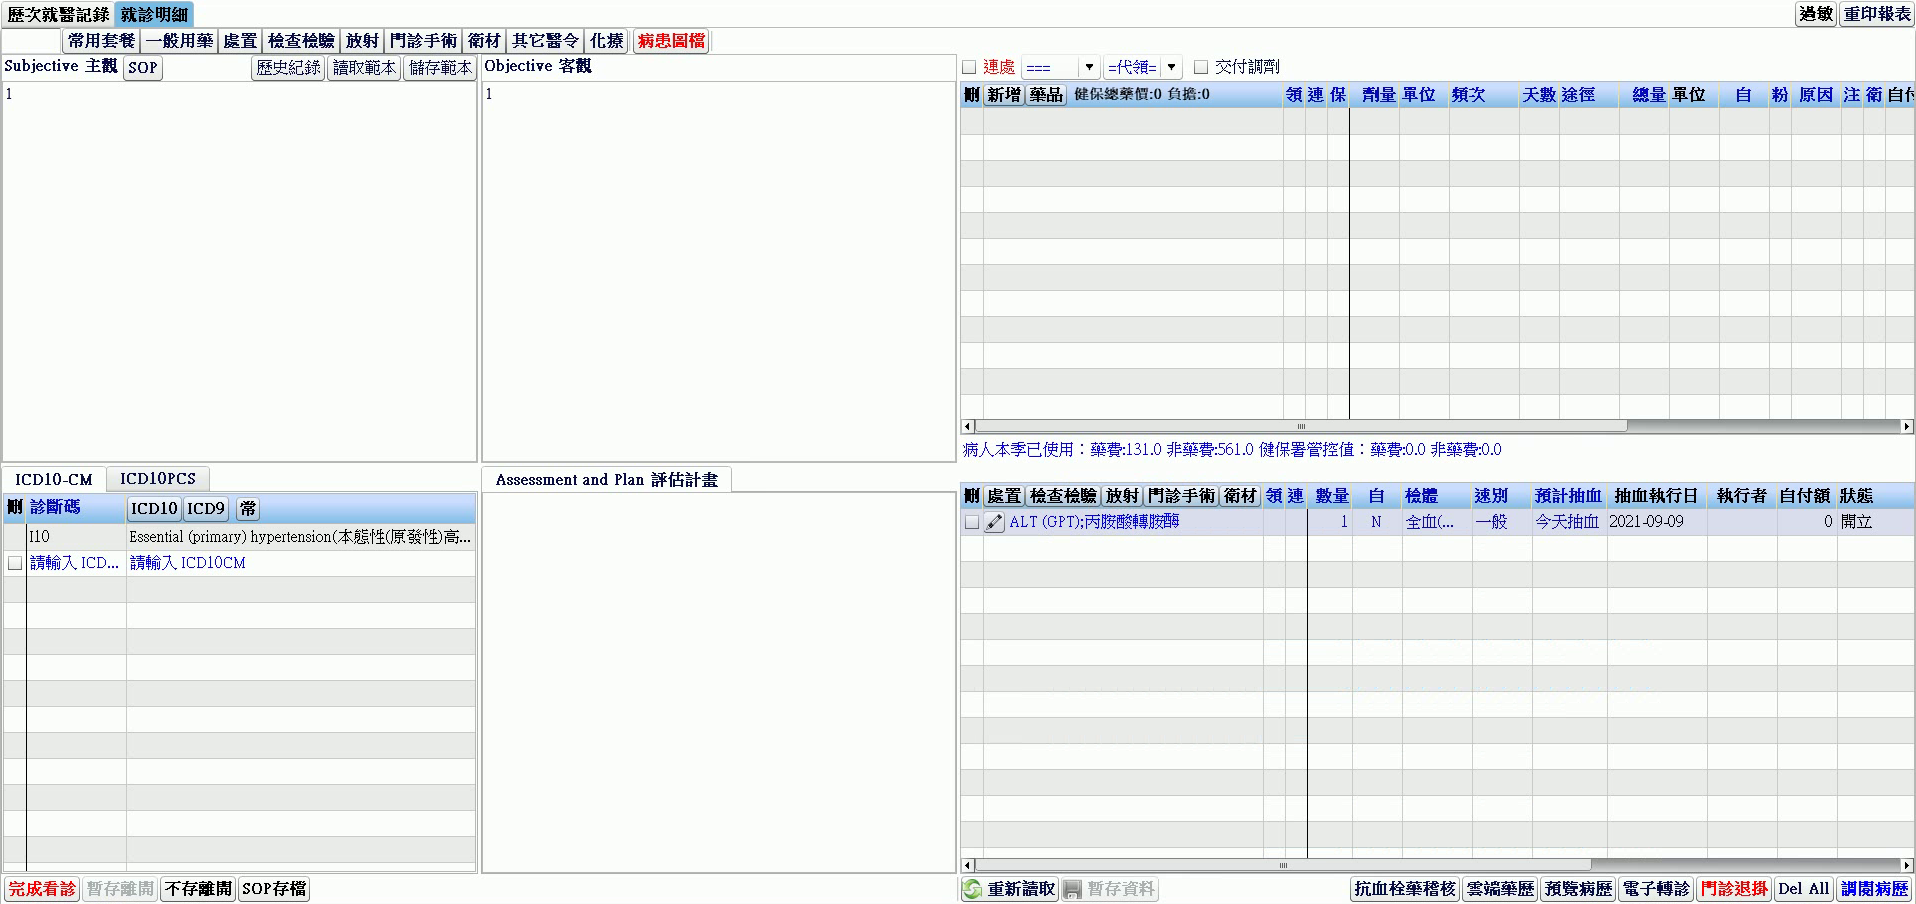 歷次就醫記錄 就診明細 過敏 重印報表
常用套餐 一般用藥 處置 檢查檢驗 放射 門診手術 衛材 其它醫令 化療 病患圖檔
Subjective 主觀 SOP 歷史紀錄 讀取範本 儲存範本 Objective 客觀
連處 === =代領= 交付調劑
1 1
刪 新增 藥品 健保總藥價:0 負擔:0 領 連 保 劑量 單位 頻次 天數 途徑 總量 單位 自 粉 原因 注 衛 自付
病人本季已使用：藥費:131.0 非藥費:561.0 健保署管控值：藥費:0.0 非藥費:0.0
ICD10-CM ICD10PCS Assessment and Plan 評估計畫
刪 診斷碼 ICD10 ICD9 常
刪 處置 檢查檢驗 放射 門診手術 衛材 領 連 數量 自 檢體 速別 預計抽血 抽血執行日 執行者 自付額 狀態
ALT (GPT);丙胺酸轉胺酶 1 N 全血(... 一般 今天抽血 2021-09-09 0 開立
I10 Essential (primary) hypertension(本態性(原發性)高...
請輸入 ICD... 請輸入 ICD10CM
完成看診 暫存離開 不存離開 SOP存檔 重新讀取 暫存資料 抗血栓藥稽核 雲端藥歷 預覽病歷 電子轉診 門診退掛 Del All 調閱病歷